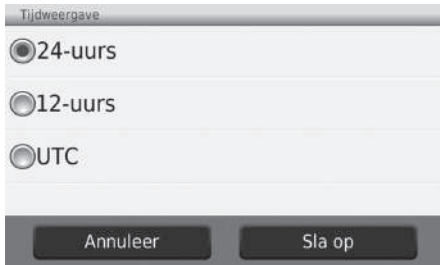 Tijdweergave
24-uurs
12-uurs
UTC
Annuleer
Sla op